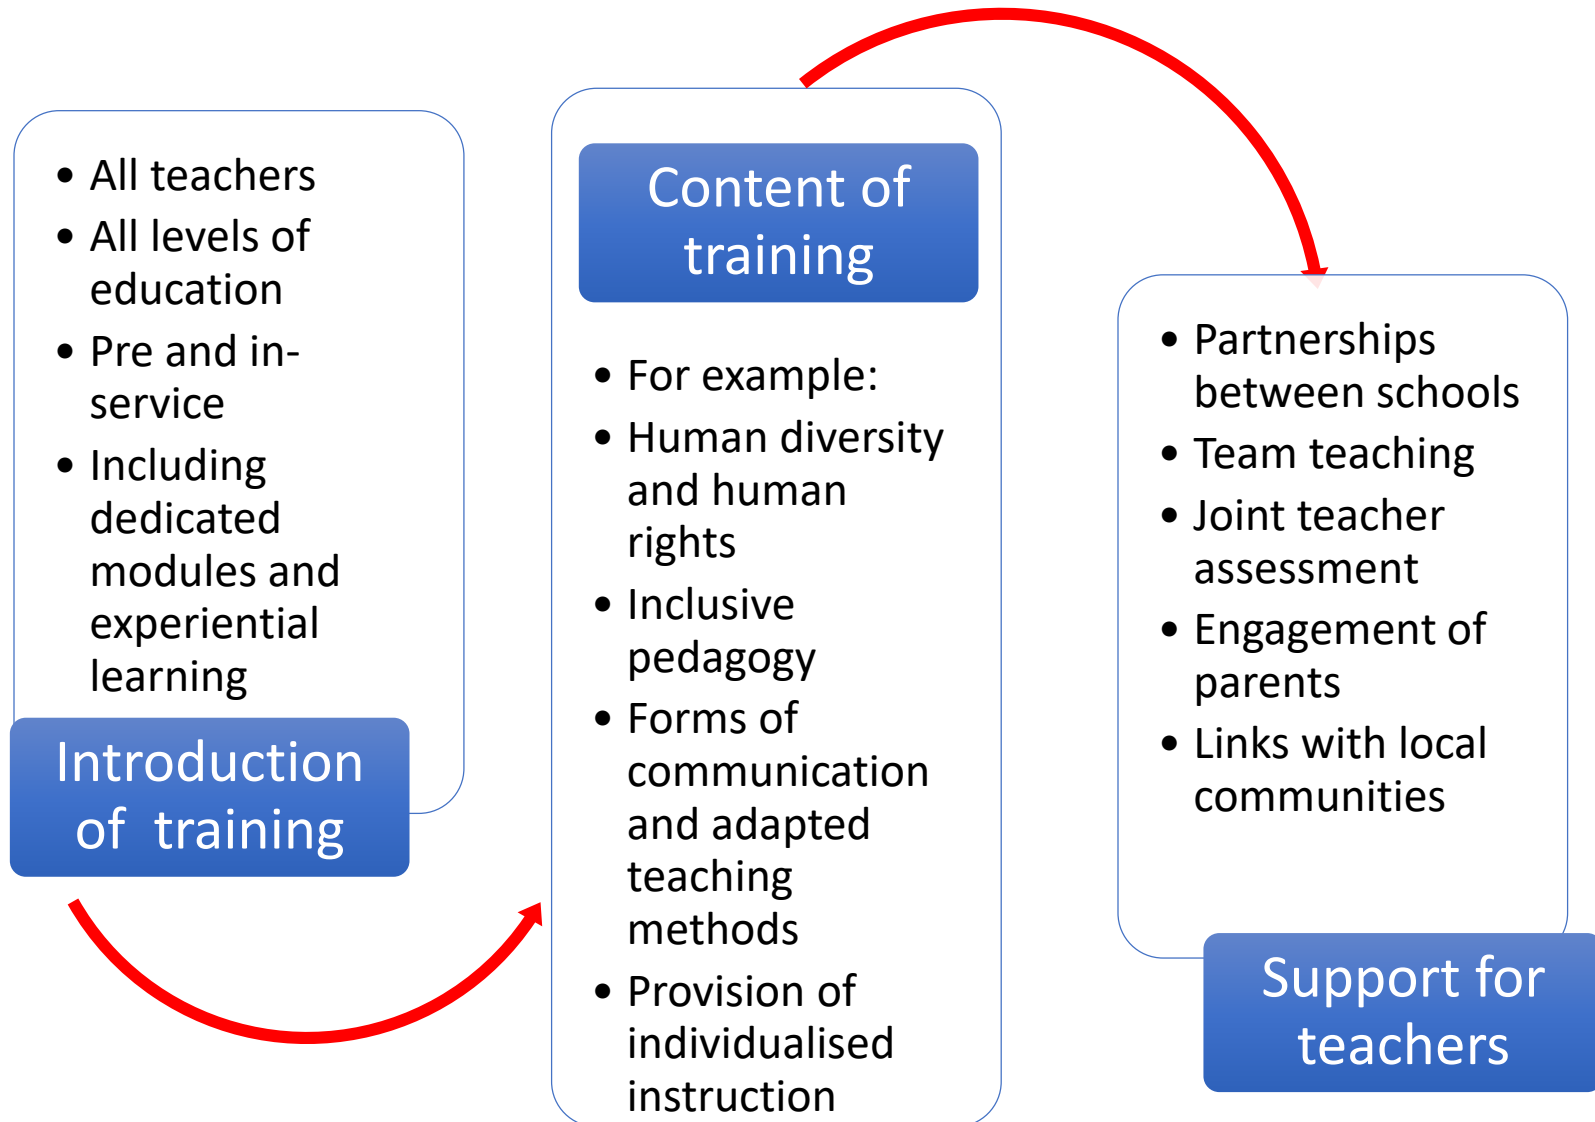 • All teachers
• All levels of
education
• Pre and in-
service
• Including
dedicated
modules and
experiential
learning
Introduction
of training
Content of
training
• For example:
• Human diversity
and human
rights
• Inclusive
pedagogy
• Forms of
communication
and adapted
teaching
methods
• Provision of
individualised
instruction
• Partnerships
between schools
• Team teaching
• Joint teacher
assessment
• Engagement of
parents
• Links with local
communities
Support for
teachers